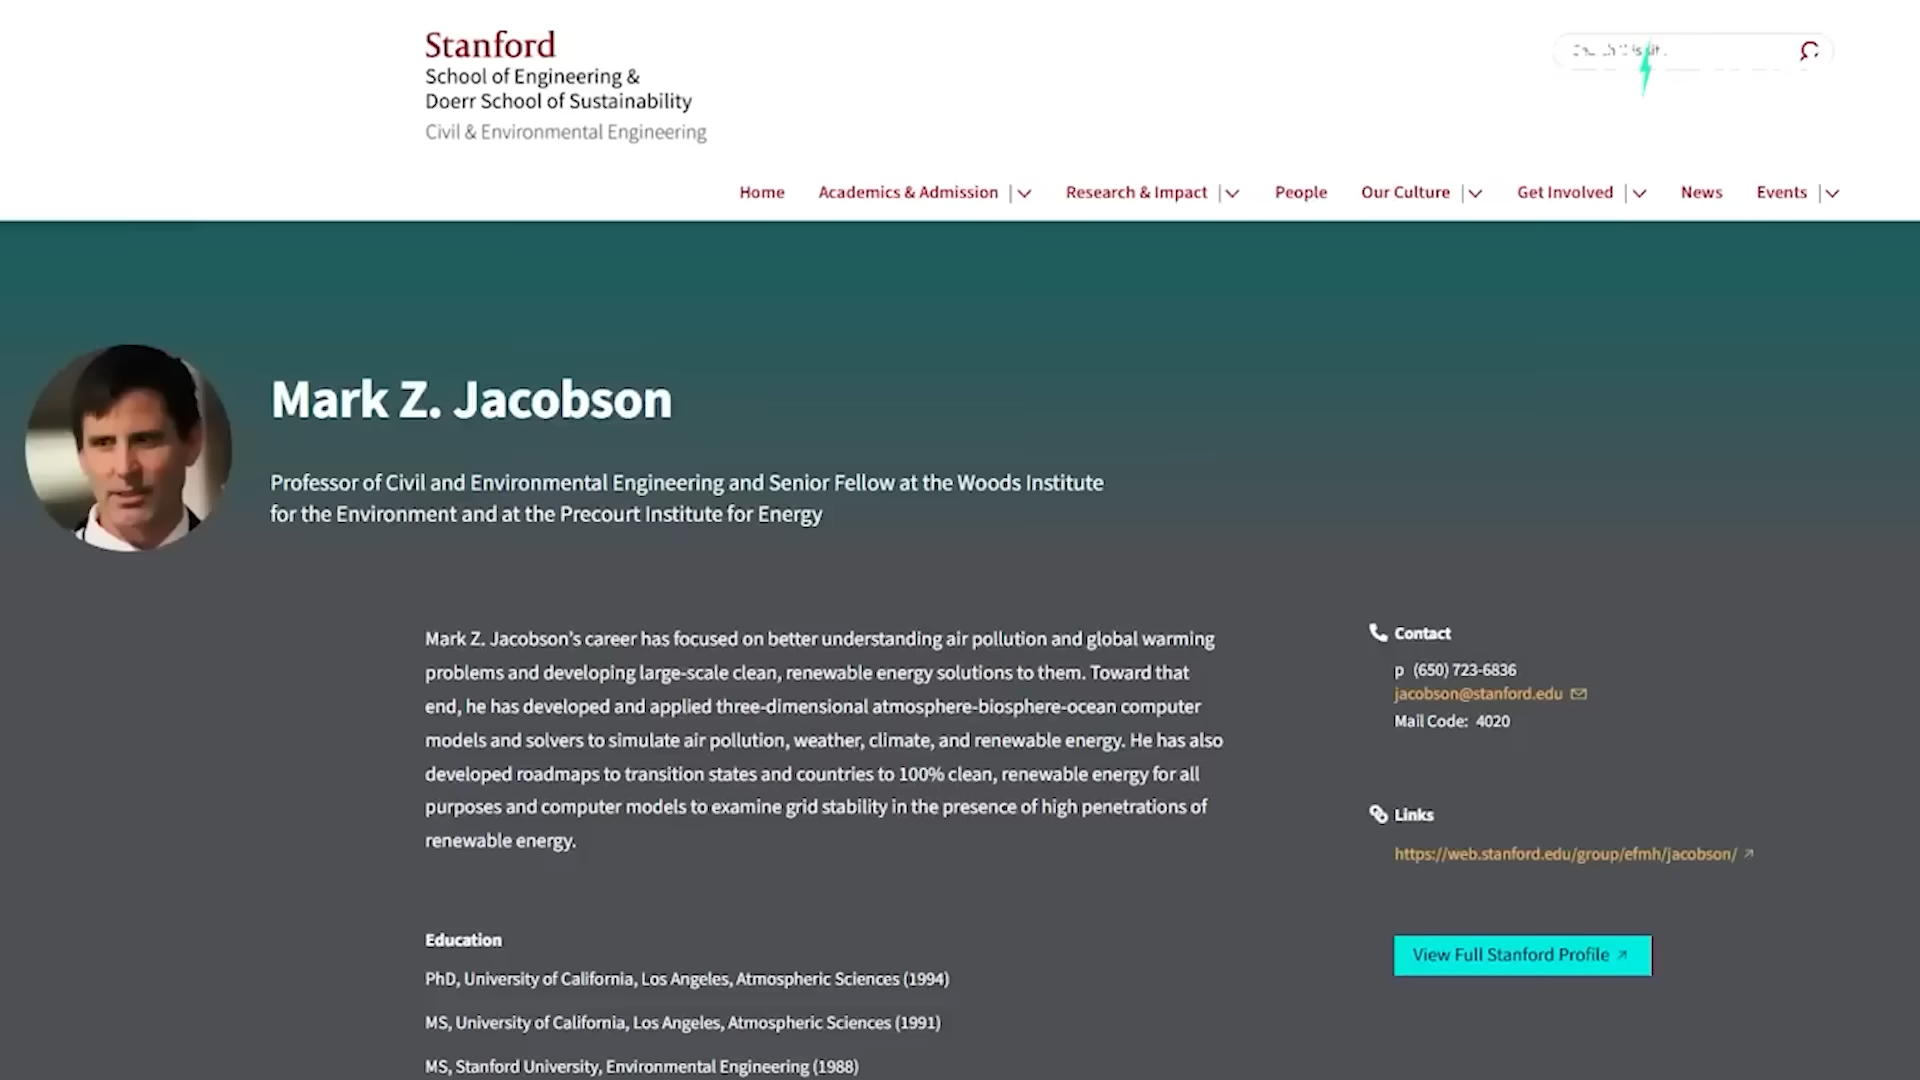 Stanford
School of Engineering &
Doerr School of Sustainability
Civil & Environmental Engineering
Home Academics & Admission Research & Impact People Our Culture Get Involved News Events
Mark Z. Jacobson
Professor of Civil and Environmental Engineering and Senior Fellow at the Woods Institute
for the Environment and at the Precourt Institute for Energy
Mark Z. Jacobson’s career has focused on better understanding air pollution and global warming
problems and developing large-scale clean, renewable energy solutions to them. Toward that
end, he has developed and applied three-dimensional atmosphere-biosphere-ocean computer
models and solvers to simulate air pollution, weather, climate, and renewable energy. He has also
developed roadmaps to transition states and countries to 100% clean, renewable energy for all
purposes and computer models to examine grid stability in the presence of high penetrations of
renewable energy.
Education
PhD, University of California, Los Angeles, Atmospheric Sciences (1994)
MS, University of California, Los Angeles, Atmospheric Sciences (1991)
MS, Stanford University, Environmental Engineering (1988)
Contact
p (650) 723-6836
jacobson@stanford.edu
Mail Code: 4020
Links
https://web.stanford.edu/group/efmh/jacobson/
View Full Stanford Profile